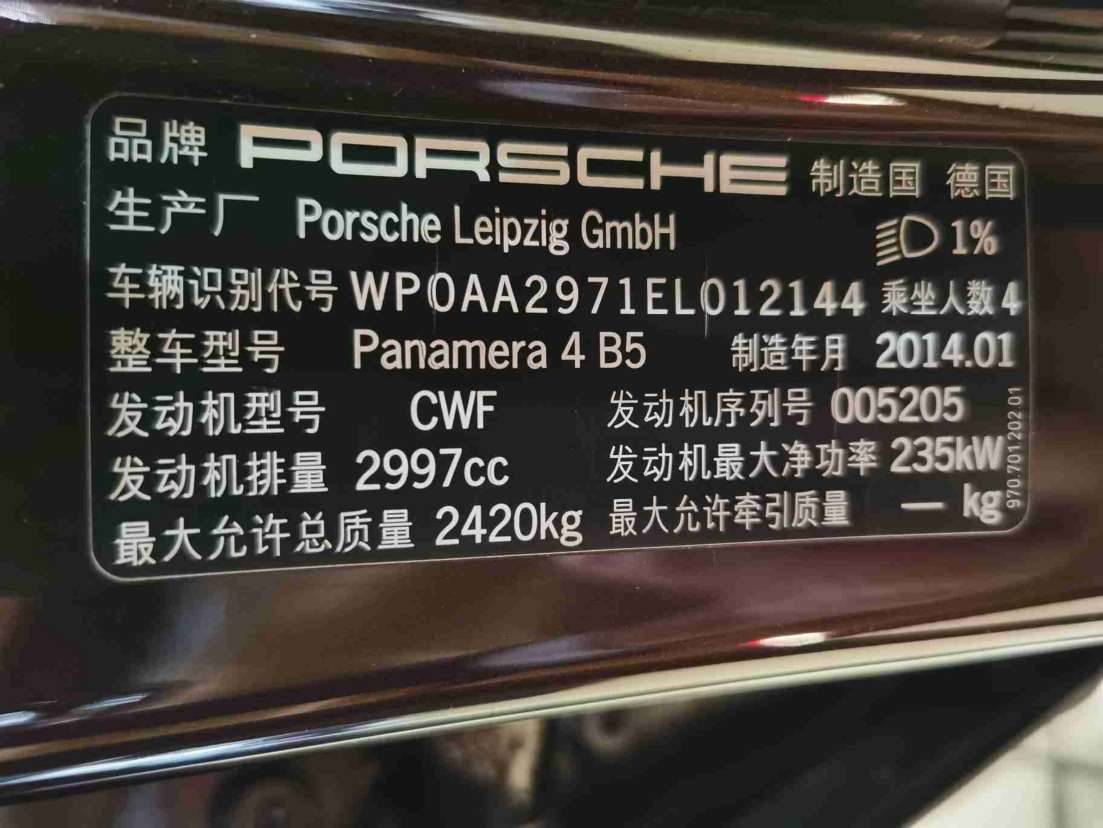 品牌 PORSCHE 制造国 德国
生产厂 Porsche Leipzig GmbH 1%
车辆识别代号 WP0AA2971EL012144 乘坐人数 4
整车型号 Panamera 4 B5 制造年月 2014.01
发动机型号 CWF 发动机序列号 005205
发动机排量 2997cc 发动机最大净功率 235kW
最大允许总质量 2420kg 最大允许牵引质量 — kg
970.701.202.01